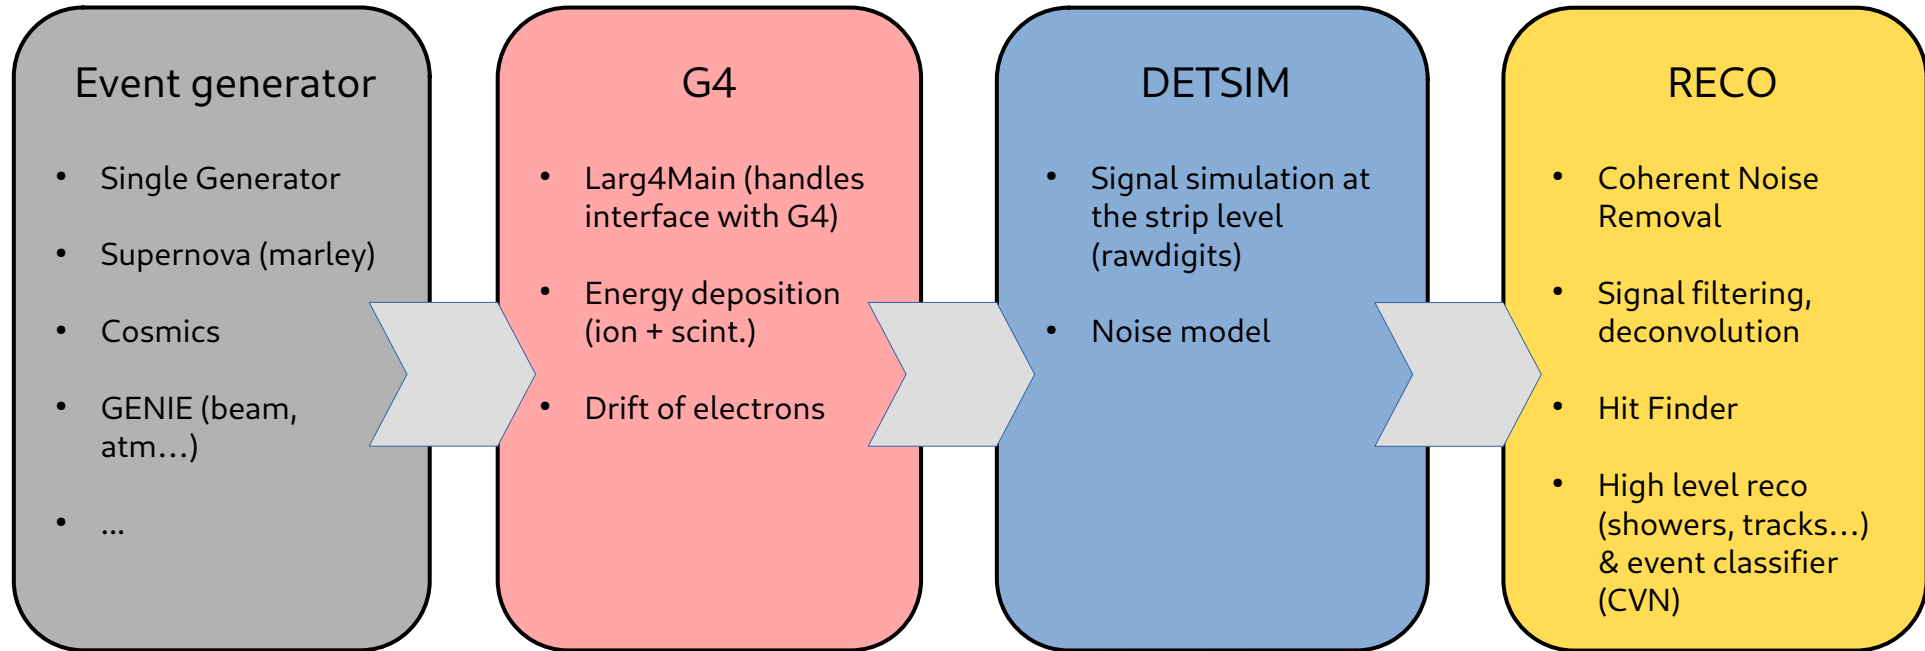 Event generator
• Single Generator
• Supernova (marley)
• Cosmics
• GENIE (beam,
atm...)
• ...
G4
• Larg4Main (handles
interface with G4)
• Energy deposition
(ion + scint.)
• Drift of electrons
DETSIM
• Signal simulation at
the strip level
(rawdigits)
• Noise model
RECO
• Coherent Noise
Removal
• Signal filtering,
deconvolution
• Hit Finder
• High level reco
(showers, tracks...)
& event classifier
(CVN)